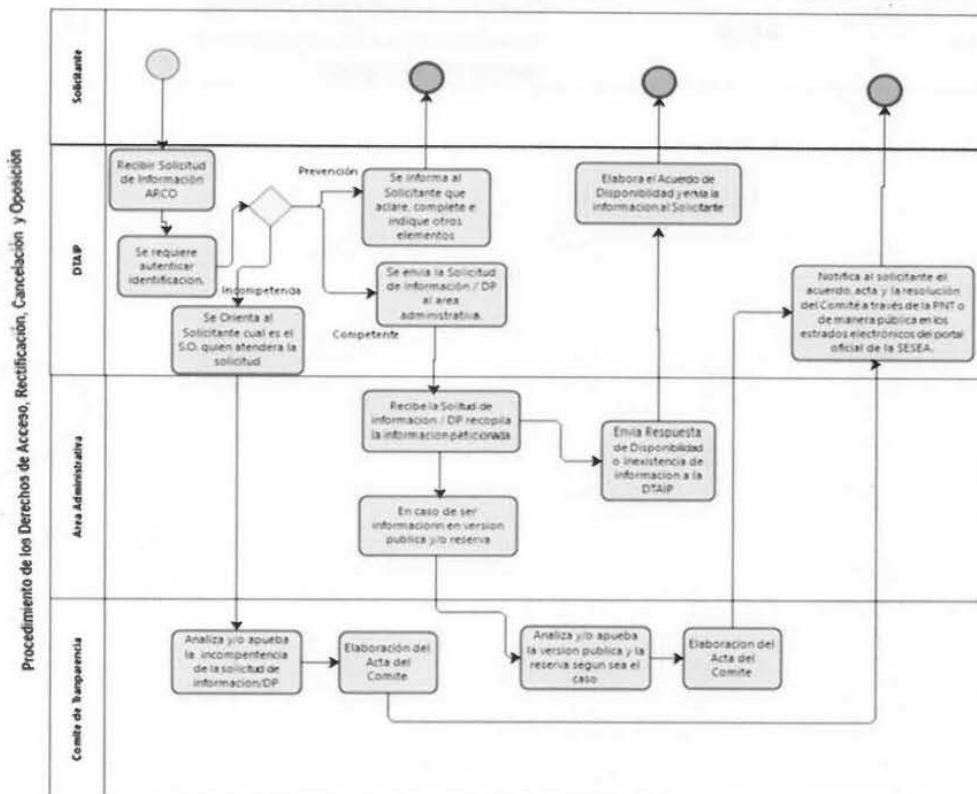 Procedimiento de los Derechos de Acceso, Rectificación, Cancelación y Oposición
Solicitante
DTAIP
Recibir Solicitud
de Información
ARCO
Se requiere
autenticar
identificacion.
Prevención
Incompetencia
Competente
Se informa al
Solicitante que
aclare, complete e
indique otros
elementos
Se envia la Solicitud
de Información / DP
al area
administrativa.
Se Orienta al
Solicitante cual es el
S.O. quien atendera la
solicitud
Elabora el Acuerdo de
Disponibilidad y envia la
informacion al Solicitante
Notifica al solicitante el
acuerdo, acta y la resolución
del Comité a través de la PNT o
de manera pública en los
estrados electrónicos del portal
oficial de la SESEA.
Area Administrativa
Recibe la Solitud de
informacion / DP recopila
la informacion peticionada
Envia Respuesta
de Disponibilidad
o inexistencia de
informacion a la
DTAIP
En caso de ser
informacionn en version
publica y/o reserva
Comite de Tranparencia
Analiza y/o apueba
la incompentencia
de la solicitud de
informacion/DP
Elaboración del
Acta del
Comite
Analiza y/o apueba
la version publica y la
reserva segun sea el
caso
Elaboracion del
Acta del
Comite